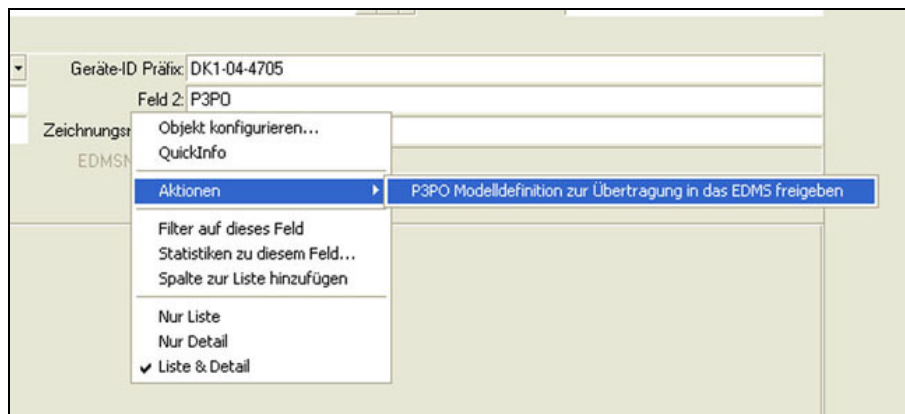 Geräte-ID Präfix: DK1-04-4705
Feld 2: P3PO
Zeichnungsr
EDMSN
Objekt konfigurieren...
QuickInfo
Aktionen
P3PO Modelldefinition zur Übertragung in das EDMS freigeben
Filter auf dieses Feld
Statistiken zu diesem Feld...
Spalte zur Liste hinzufügen
Nur Liste
Nur Detail
Liste & Detail